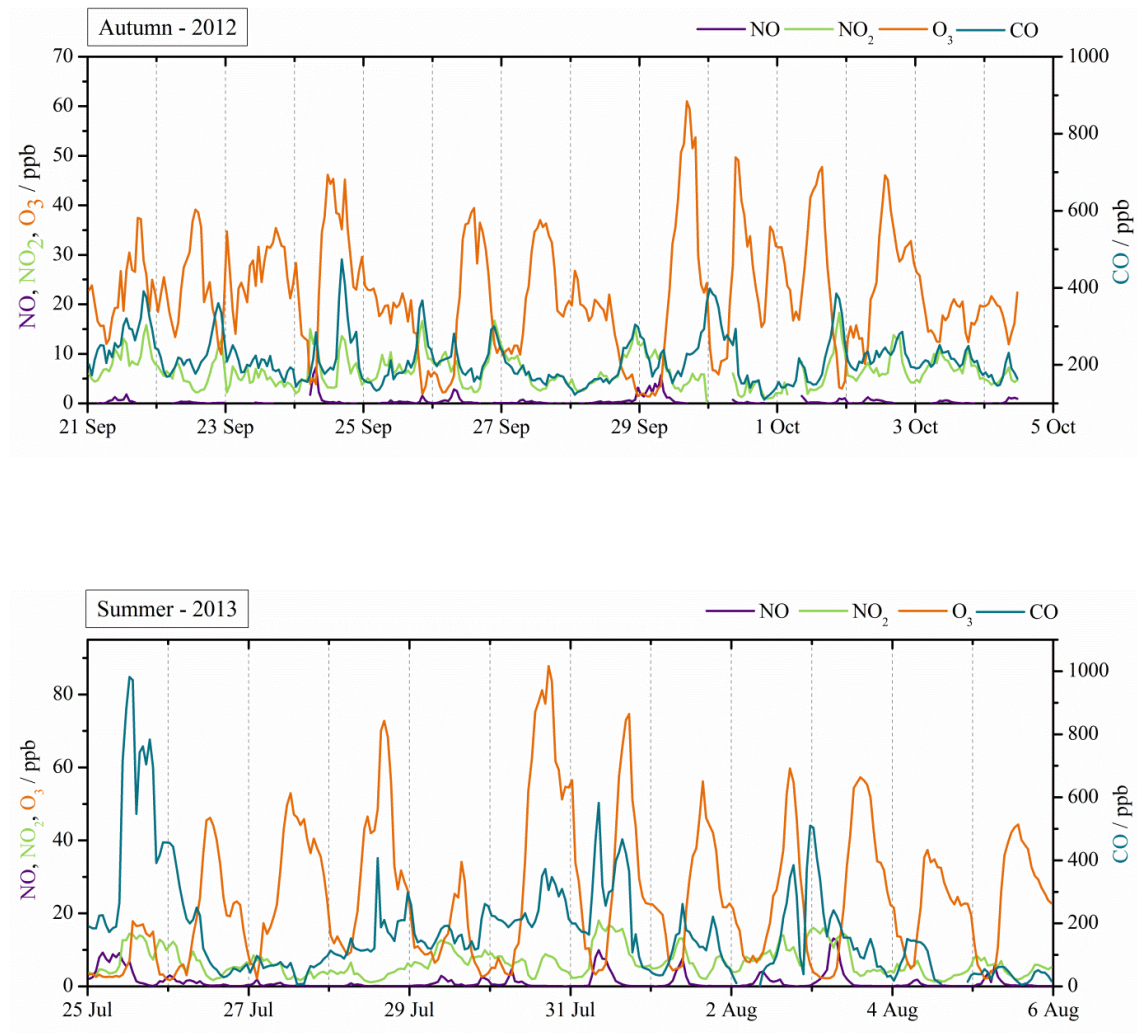 Autumn - 2012
NO NO2 O3 CO
70 1000
60
800
50
40
600
30
400
20
200
10
0
NO, NO2, O3 / ppb
CO / ppb
21 Sep 23 Sep 25 Sep 27 Sep 29 Sep 1 Oct 3 Oct 5 Oct
Summer - 2013
NO NO2 O3 CO
1000
80
800
60
600
40
400
20
200
0 0
NO, NO2, O3 / ppb
CO / ppb
25 Jul 27 Jul 29 Jul 31 Jul 2 Aug 4 Aug 6 Aug